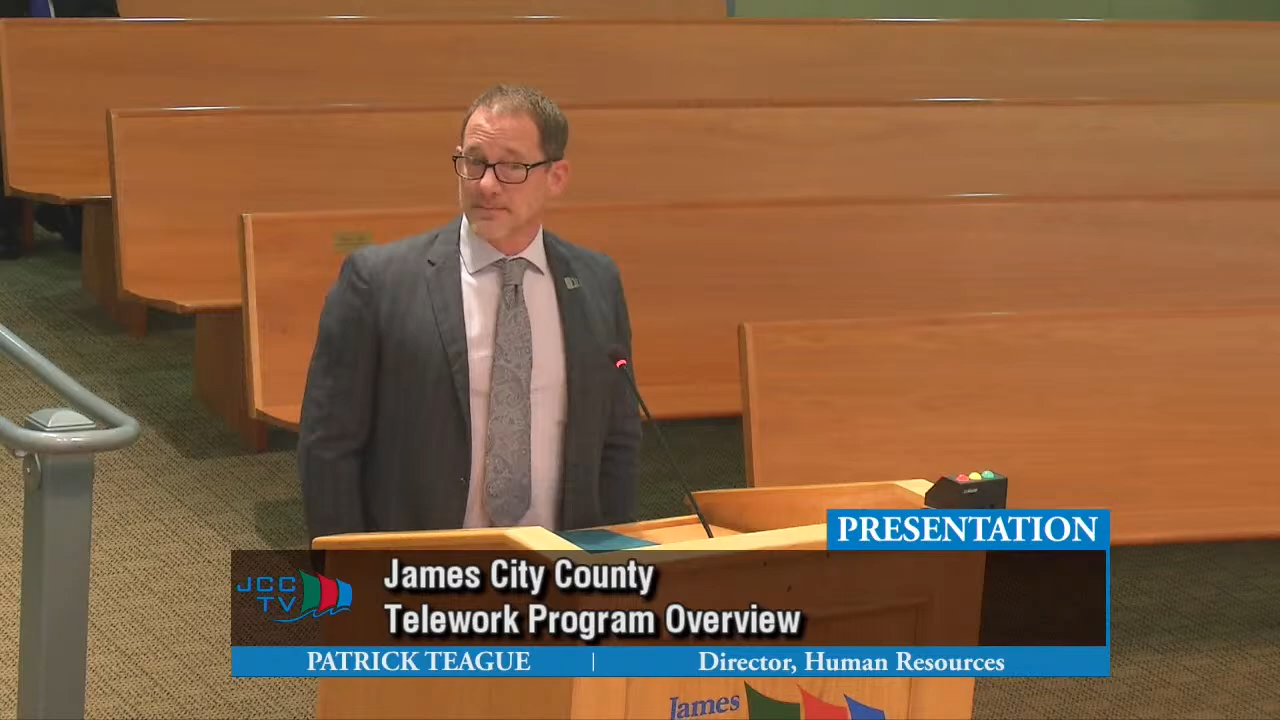 PRESENTATION
JCC
TV
James City County
Telework Program Overview
PATRICK TEAGUE | Director, Human Resources
James